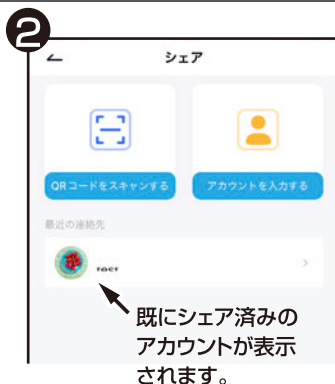 2
シェア
QRコードをスキャンする
アカウントを入力する
最近の連絡先
既にシェア済みの
アカウントが表示
されます。